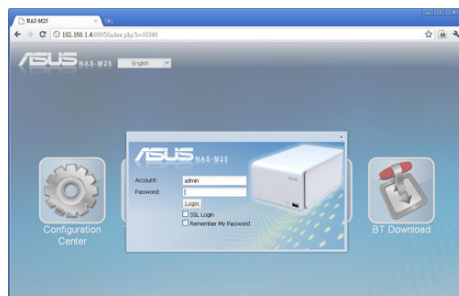 NAS-M25
192.168.1.4:8005/index.php?t=10348
ASUS NAS-M25 English
ASUS NAS-M25
Account: admin
Password:
Login
SSL Login
Remember My Password
Configuration
Center
BT Download